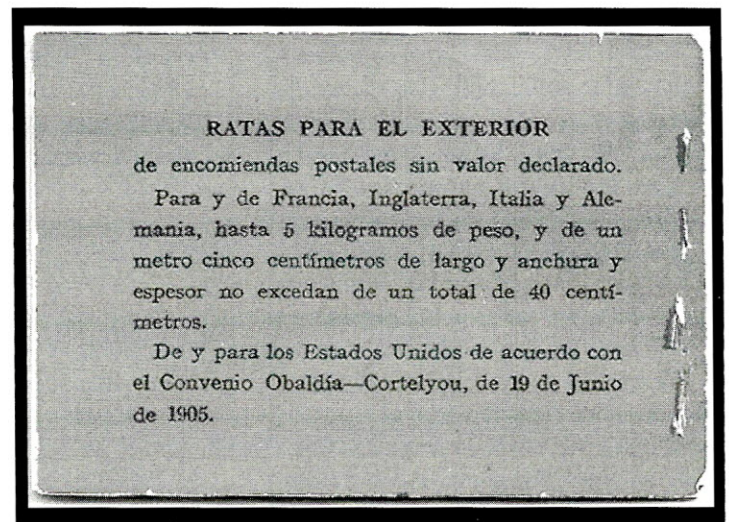 RATAS PARA EL EXTERIOR
de encomiendas postales sin valor declarado.
Para y de Francia, Inglaterra, Italia y Ale-
mania, hasta 5 kilogramos de peso, y de un
metro cinco centímetros de largo y anchura y
espesor no excedan de un total de 40 centí-
metros.
De y para los Estados Unidos de acuerdo con
el Convenio Obaldía—Cortelyou, de 19 de Junio
de 1905.